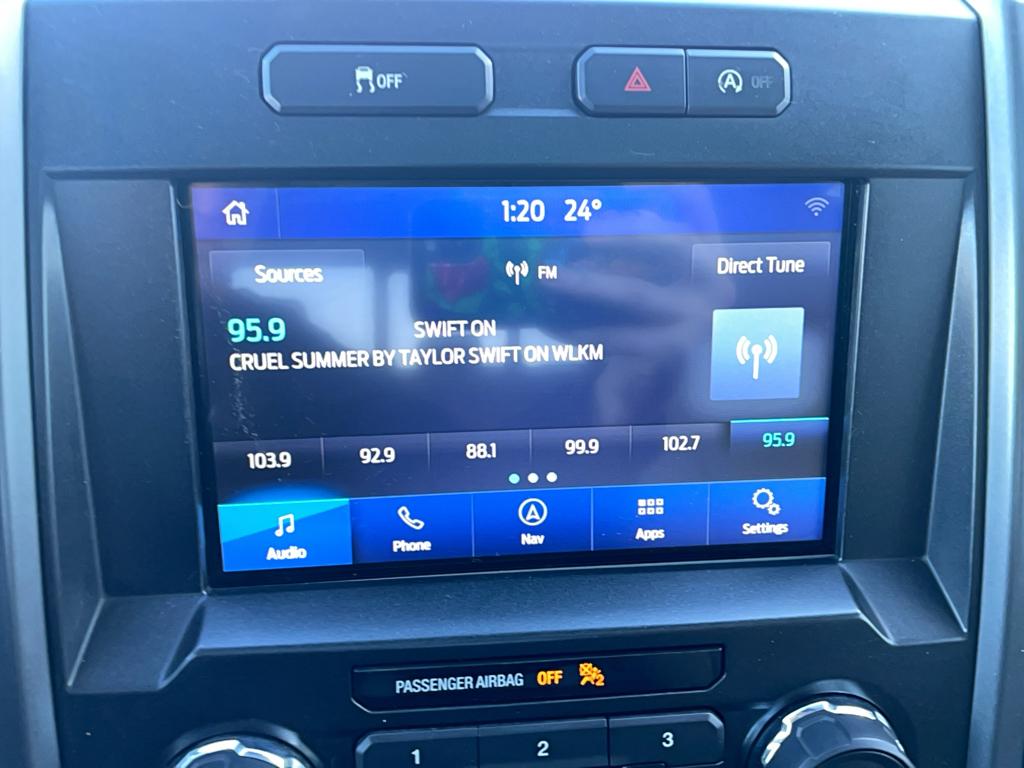 OFF
A OFF
1:20 24°
Sources
FM
Direct Tune
95.9 SWIFT ON
CRUEL SUMMER BY TAYLOR SWIFT ON WLKM
103.9 92.9 88.1 99.9 102.7 95.9
Audio Phone Nav Apps Settings
PASSENGER AIRBAG OFF 2
1 2 3